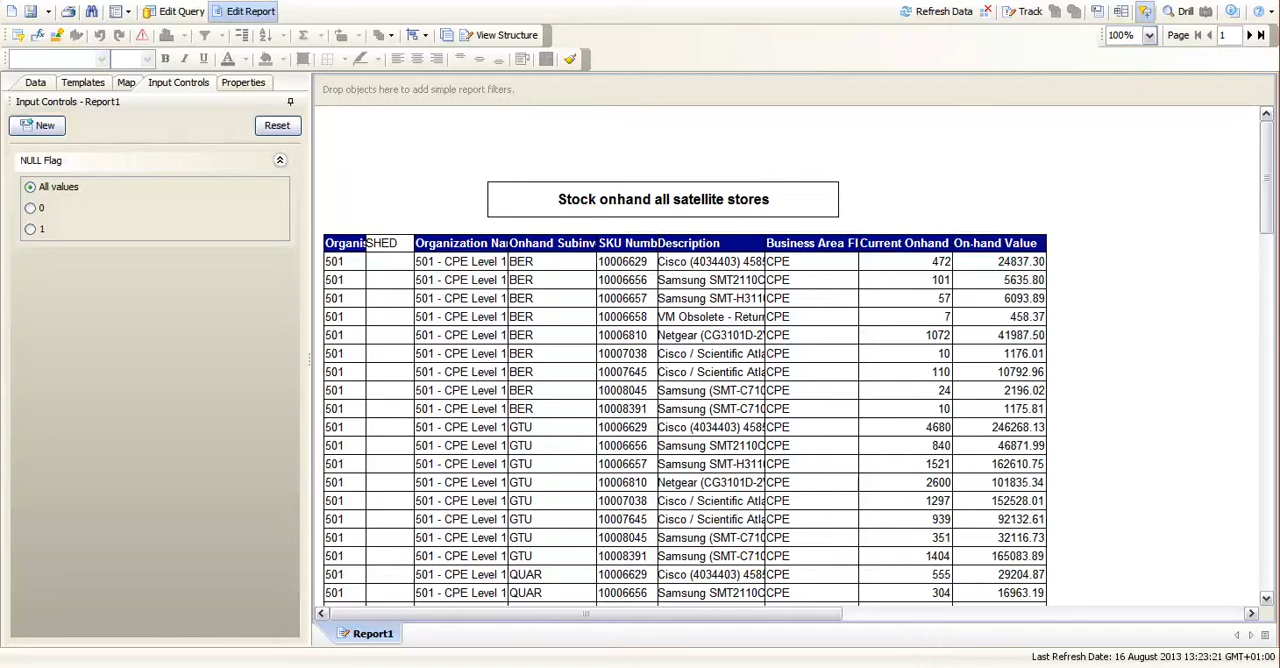 Edit Query Edit Report Refresh Data Track Drill
View Structure 100% Page 1
Data Templates Map Input Controls Properties
Input Controls - Report1
New Reset
NULL Flag
All values
0
1
Drop objects here to add simple report filters.
Stock onhand all satellite stores
Organis SHED Organization Na Onhand Subinv SKU Numb Description Business Area Fl Current Onhand On-hand Value
501 501 - CPE Level 1 BER 10006629 Cisco (4034403) 458 CPE 472 24837.30
501 501 - CPE Level 1 BER 10006656 Samsung SMT2110C CPE 101 5635.80
501 501 - CPE Level 1 BER 10006657 Samsung SMT-H311 CPE 57 6093.89
501 501 - CPE Level 1 BER 10006658 VM Obsolete - Retur CPE 7 458.37
501 501 - CPE Level 1 BER 10006810 Netgear (CG3101D-2 CPE 1072 41987.50
501 501 - CPE Level 1 BER 10007038 Cisco / Scientific Atl CPE 10 1176.01
501 501 - CPE Level 1 BER 10007645 Cisco / Scientific Atl CPE 110 10792.96
501 501 - CPE Level 1 BER 10008045 Samsung (SMT-C71 CPE 24 2196.02
501 501 - CPE Level 1 BER 10008391 Samsung (SMT-C71 CPE 10 1175.81
501 501 - CPE Level 1 GTU 10006629 Cisco (4034403) 458 CPE 4680 246268.13
501 501 - CPE Level 1 GTU 10006656 Samsung SMT2110C CPE 840 46871.99
501 501 - CPE Level 1 GTU 10006657 Samsung SMT-H311 CPE 1521 162610.75
501 501 - CPE Level 1 GTU 10006810 Netgear (CG3101D-2 CPE 2600 101835.34
501 501 - CPE Level 1 GTU 10007038 Cisco / Scientific Atl CPE 1297 152528.01
501 501 - CPE Level 1 GTU 10007645 Cisco / Scientific Atl CPE 939 92132.61
501 501 - CPE Level 1 GTU 10008045 Samsung (SMT-C71 CPE 351 32116.73
501 501 - CPE Level 1 GTU 10008391 Samsung (SMT-C71 CPE 1404 165083.89
501 501 - CPE Level 1 QUAR 10006629 Cisco (4034403) 458 CPE 555 29204.87
501 501 - CPE Level 1 QUAR 10006656 Samsung SMT2110C CPE 304 16963.19
Report1
Last Refresh Date: 16 August 2013 13:23:21 GMT+01:00